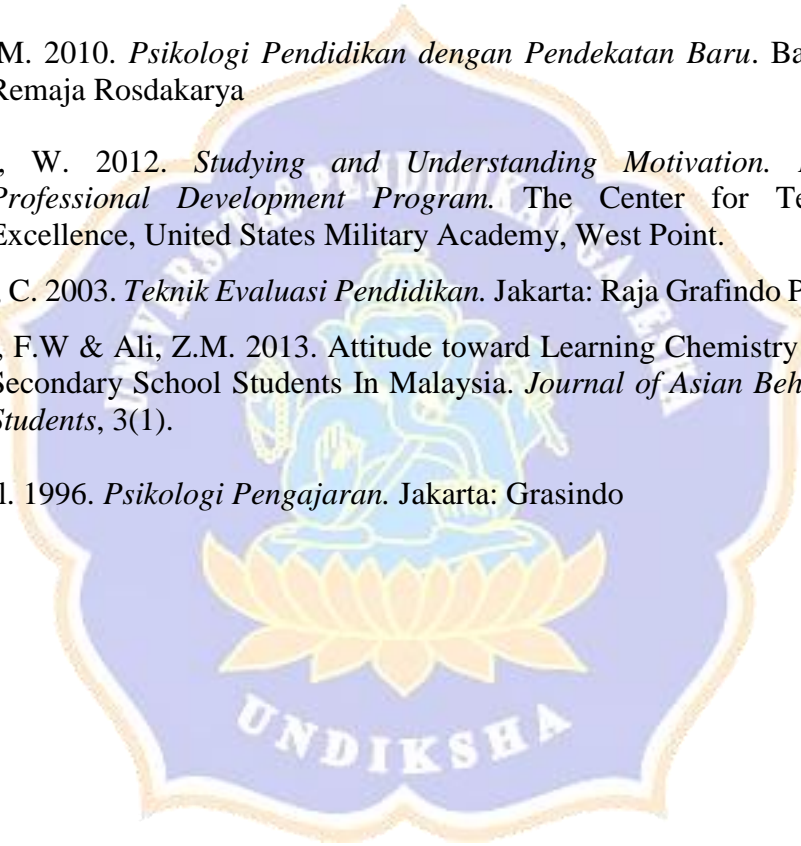 M. 2010. Psikologi Pendidikan dengan Pendekatan Baru. Ba
Remaja Rosdakarya
, W. 2012. Studying and Understanding Motivation.
Professional Development Program. The Center for Te
Excellence, United States Military Academy, West Point.
C. 2003. Teknik Evaluasi Pendidikan. Jakarta: Raja Grafindo P
, F.W & Ali, Z.M. 2013. Attitude toward Learning Chemistry
Secondary School Students In Malaysia. Journal of Asian Beh
Students, 3(1).
l. 1996. Psikologi Pengajaran. Jakarta: Grasindo
UNIVERSITAS PENDIDIKAN GANESHA
UNDIKSHA